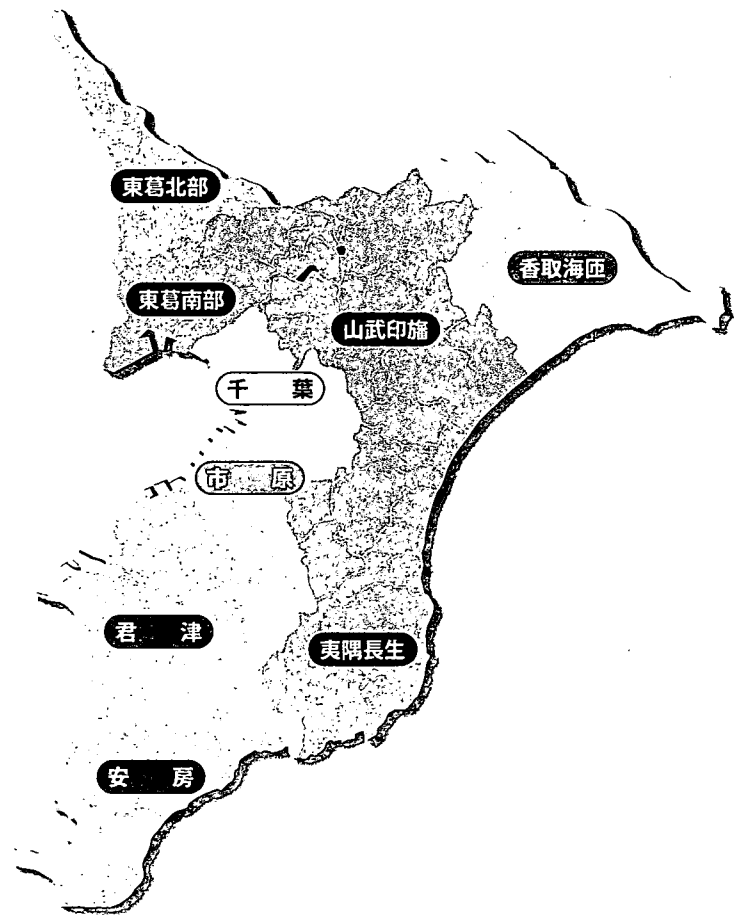 東葛北部
香取海匝
東葛南部
山武印旛
千葉
市原
君津
夷隅長生
安房